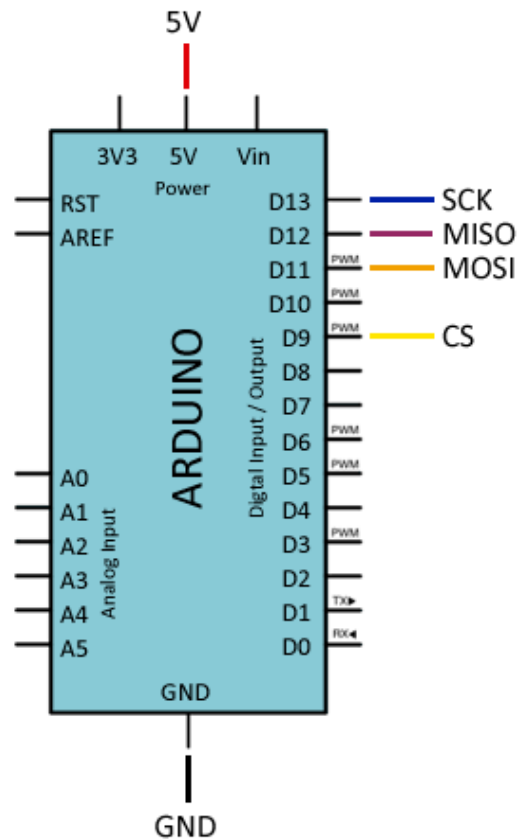 5V
3V3 5V Vin
Power
RST D13 SCK
AREF D12 MISO
PWM
D11 MOSI
PWM
D10
PWM
D9 CS
D8
D7
PWM
D6
PWM
A0 D5
A1 D4
PWM
A2 D3
A3 D2
TX▶
A4 D1
RX◀
A5 D0
ARDUINO
Digtal Input / Output
Analog Input
GND
GND